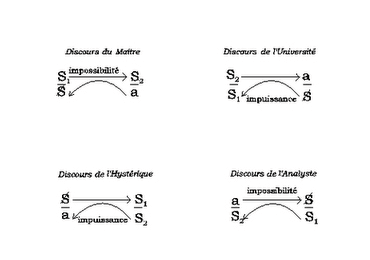 Discours du Maître
impossibilité
S1 S2
$ a
Discours de l'Université
S2 a
S1 impuissance $
Discours de l'Hystérique
$ S1
a impuissance S2
Discours de l'Analyste
impossibilité
a $
S2 S1